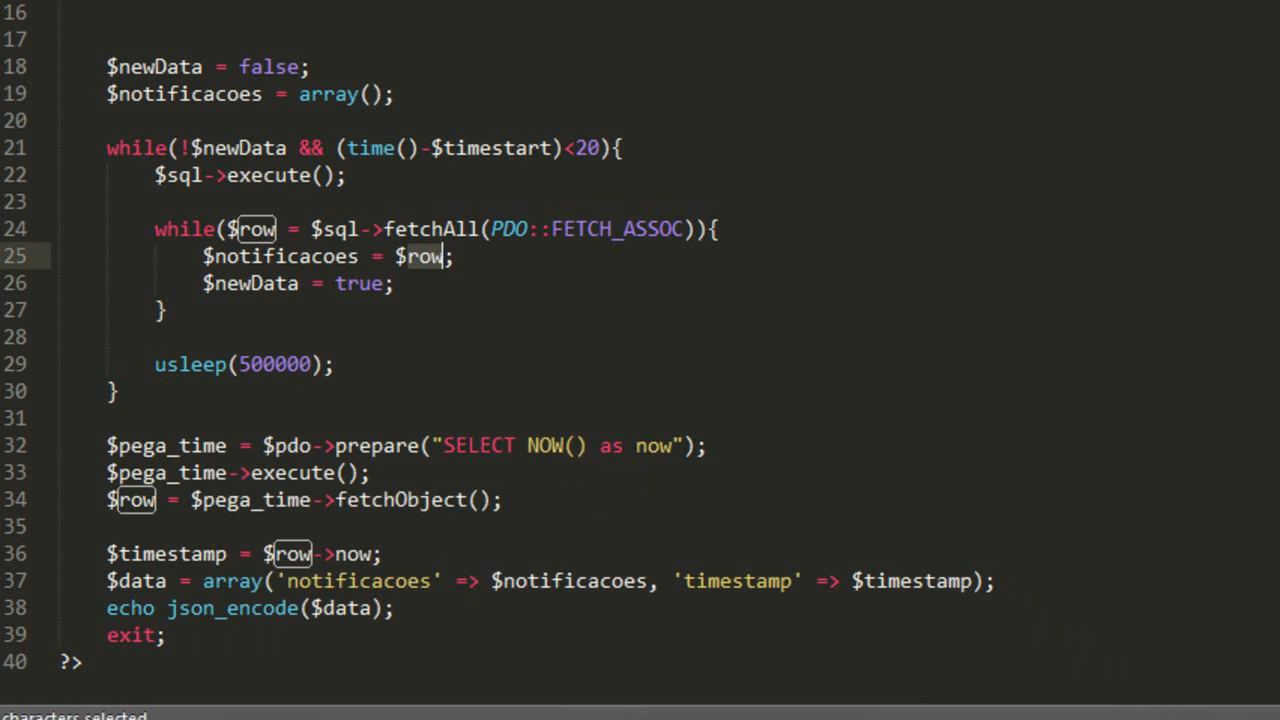 16
17
18 $newData = false;
19 $notificacoes = array();
20
21 while(!$newData && (time()-$timestart)<20){
22 $sql->execute();
23
24 while($row = $sql->fetchAll(PDO::FETCH_ASSOC)){
25 $notificacoes = $row;
26 $newData = true;
27 }
28
29 usleep(500000);
30 }
31
32 $pega_time = $pdo->prepare("SELECT NOW() as now");
33 $pega_time->execute();
34 $row = $pega_time->fetchObject();
35
36 $timestamp = $row->now;
37 $data = array('notificacoes' => $notificacoes, 'timestamp' => $timestamp);
38 echo json_encode($data);
39 exit;
40 ?>
characters selected